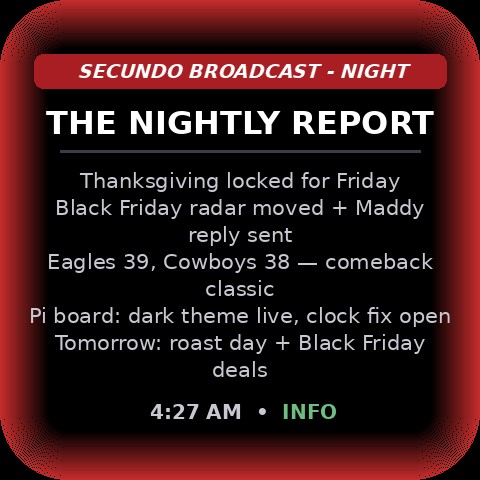 SECUNDO BROADCAST - NIGHT
THE NIGHTLY REPORT
Thanksgiving locked for Friday
Black Friday radar moved + Maddy
reply sent
Eagles 39, Cowboys 38 — comeback
classic
Pi board: dark theme live, clock fix open
Tomorrow: roast day + Black Friday
deals
4:27 AM • INFO